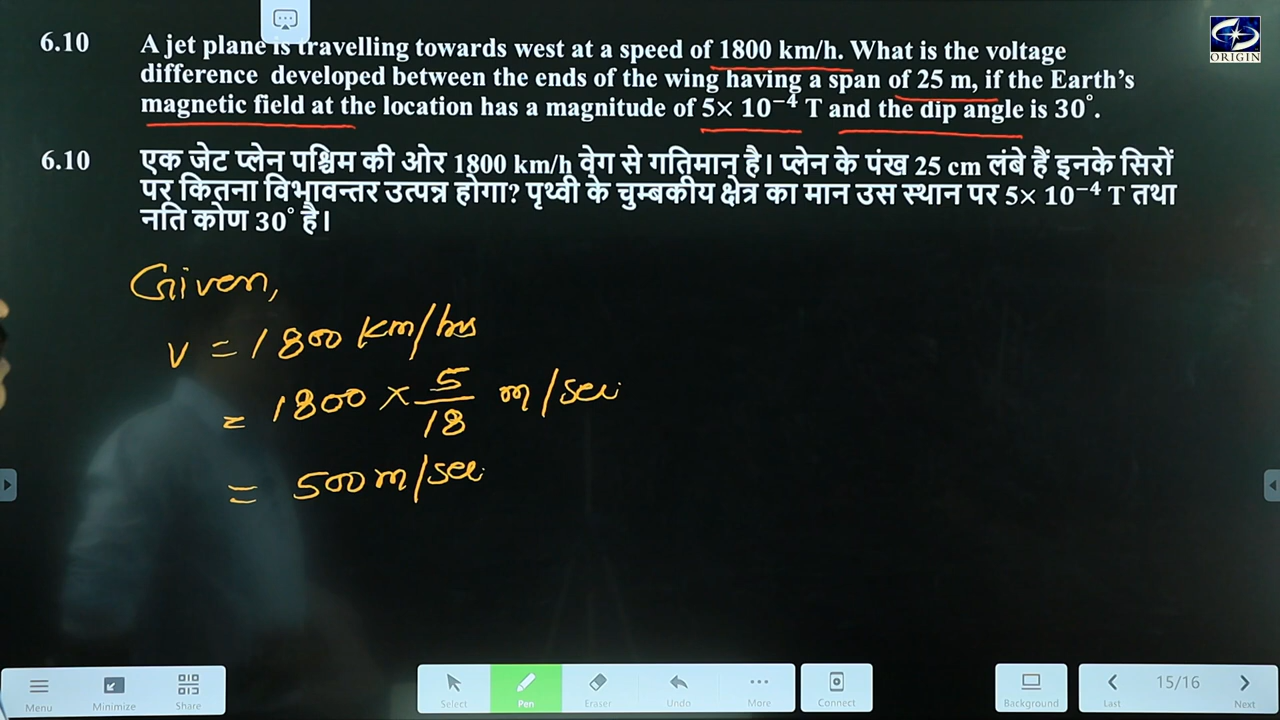 ORIGIN
6.10 A jet plane is travelling towards west at a speed of 1800 km/h. What is the voltage
difference developed between the ends of the wing having a span of 25 m, if the Earth's
magnetic field at the location has a magnitude of 5× 10⁻⁴ T and the dip angle is 30°.
6.10 एक जेट प्लेन पश्चिम की ओर 1800 km/h वेग से गतिमान है। प्लेन के पंख 25 cm लंबे हैं इनके सिरों
पर कितना विभावन्तर उत्पन्न होगा? पृथ्वी के चुम्बकीय क्षेत्र का मान उस स्थान पर 5× 10⁻⁴ T तथा
नति कोण 30° है।
Given,
v = 1800 km/hrs
= 1800 × 5/18 m/sec
= 500 m/sec
Menu Minimize Share Select Pen Eraser Undo More Connect Background Last 15/16 Next